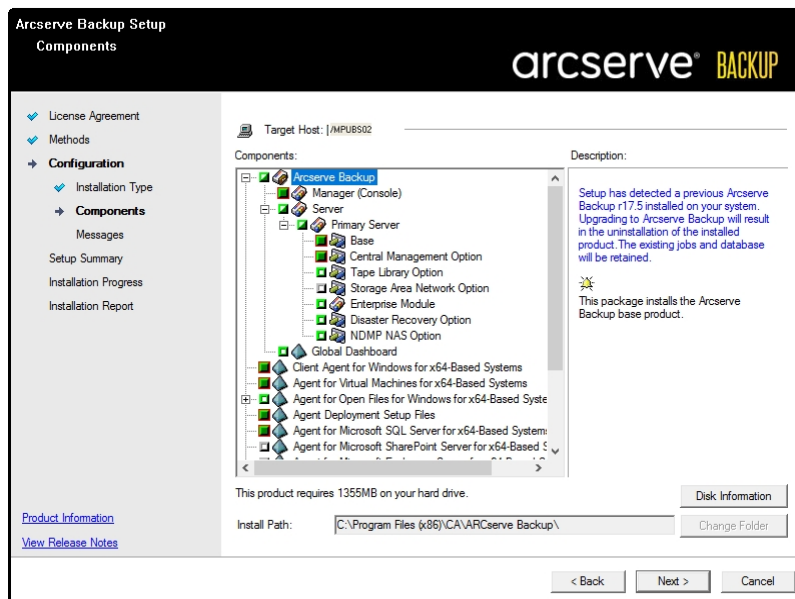 Arcserve Backup Setup
Components
arcserve® BACKUP
License Agreement
Methods
Configuration
Installation Type
Components
Messages
Setup Summary
Installation Progress
Installation Report
Product Information
View Release Notes
Target Host: |/MPUBS02
Components:
Arcserve Backup
Manager (Console)
Server
Primary Server
Base
Central Management Option
Tape Library Option
Storage Area Network Option
Enterprise Module
Disaster Recovery Option
NDMP NAS Option
Global Dashboard
Client Agent for Windows for x64-Based Systems
Agent for Virtual Machines for x64-Based Systems
Agent for Open Files for Windows for x64-Based Syste
Agent Deployment Setup Files
Agent for Microsoft SQL Server for x64-Based System
Agent for Microsoft SharePoint Server for x64-Based S
Description:
Setup has detected a previous Arcserve
Backup r17.5 installed on your system.
Upgrading to Arcserve Backup will result
in the uninstallation of the installed
product.The existing jobs and database
will be retained.
This package installs the Arcserve
Backup base product.
This product requires 1355MB on your hard drive.
Disk Information
Install Path:
C:\Program Files (x86)\CA\ARCserve Backup\
Change Folder
< Back
Next >
Cancel